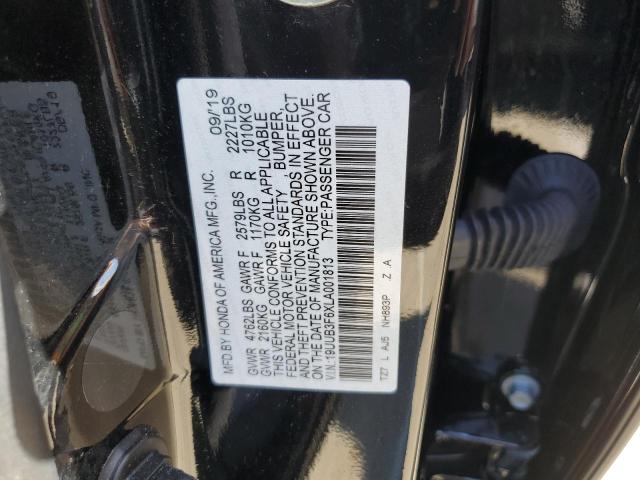 MFD.BY HONDA OF AMERICA MFG.,INC. 09/'19
GVWR 4762LBS GAWR F 2579LBS R 2227LBS
GVWR 2160KG GAWR F 1170KG R 1010KG
THIS VEHICLE CONFORMS TO ALL APPLICABLE
FEDERAL MOTOR VEHICLE SAFETY , BUMPER,
AND THEFT PREVENTION STANDARDS IN EFFECT
ON THE DATE OF MANUFACTURE SHOWN ABOVE.
V.I.N.:19UUB3F6XLA001813 TYPE:PASSENGER CAR
TZ7 L AJ5 NH893P .Z A